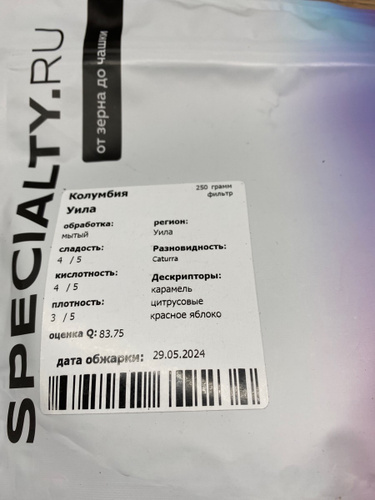 SPECIALTY.RU
от зерна до чашки
Колумбия
Уила
250 грамм
фильтр
обработка:
мытый
регион:
Уила
сладость:
4 / 5
Разновидность:
Caturra
кислотность:
4 / 5
Дескрипторы:
карамель
цитрусовые
красное яблоко
плотность:
3 / 5
оценка Q: 83.75
дата обжарки: 29.05.2024